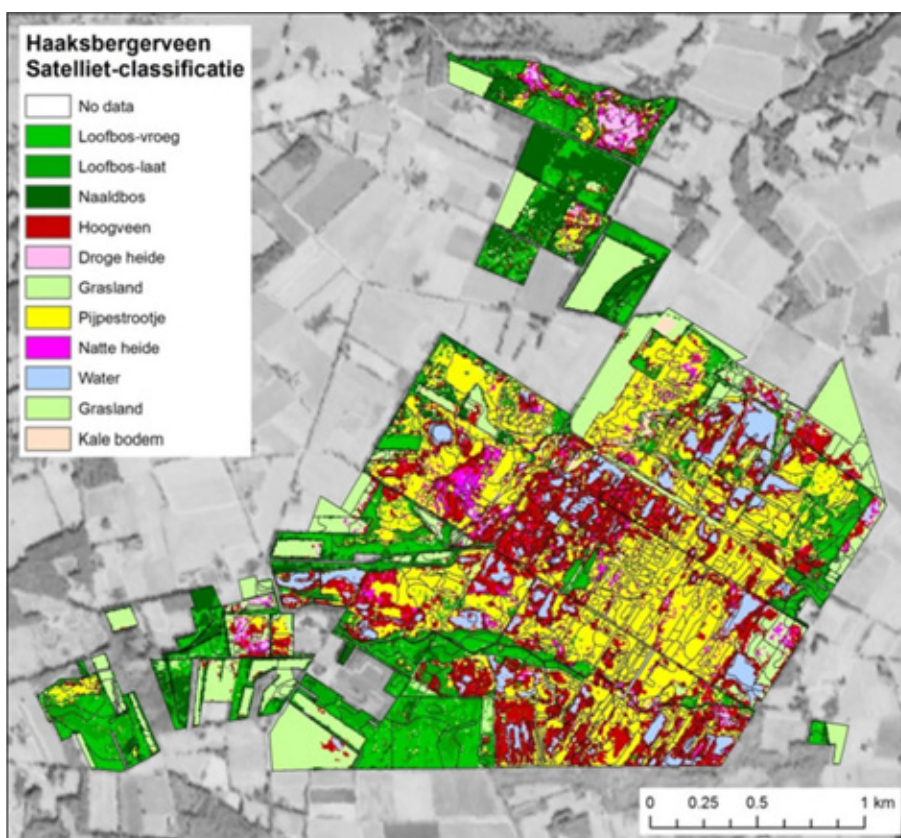 Haaksbergerveen
Satelliet-classificatie
No data
Loofbos-vroeg
Loofbos-laat
Naaldbos
Hoogveen
Droge heide
Grasland
Pijpestrootje
Natte heide
Water
Grasland
Kale bodem
0 0.25 0.5 1 km